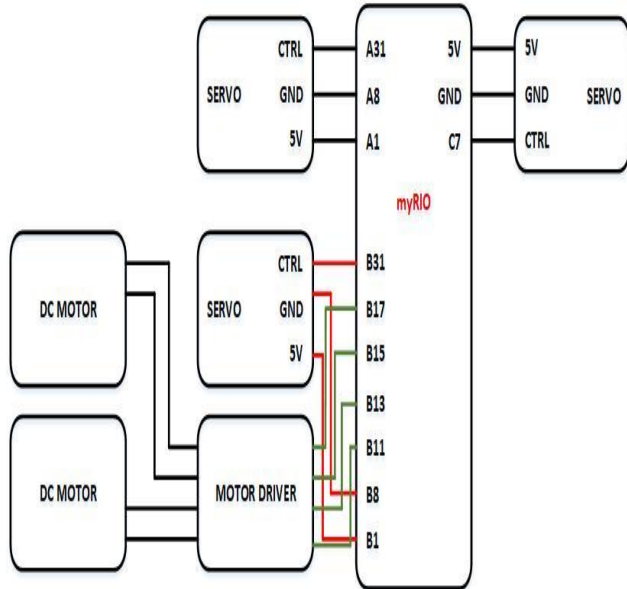 CTRL
SERVO GND
5V
A31
A8
A1
5V
GND
C7
5V
GND SERVO
CTRL
myRIO
DC MOTOR
CTRL
SERVO GND
5V
B31
B17
B15
B13
B11
B8
B1
DC MOTOR
MOTOR DRIVER